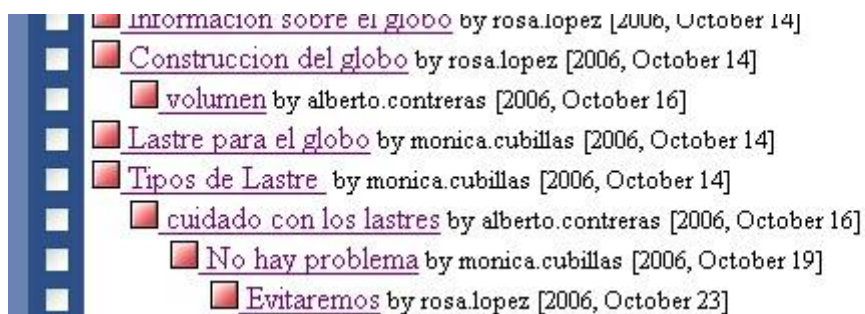 Informacion sobre el globo by rosa.lopez [2006, October 14]
Construccion del globo by rosa.lopez [2006, October 14]
volumen by alberto.contreras [2006, October 16]
Lastre para el globo by monica.cubillas [2006, October 14]
Tipos de Lastre by monica.cubillas [2006, October 14]
cuidado con los lastres by alberto.contreras [2006, October 16]
No hay problema by monica.cubillas [2006, October 19]
Evitaremos by rosa.lopez [2006, October 23]